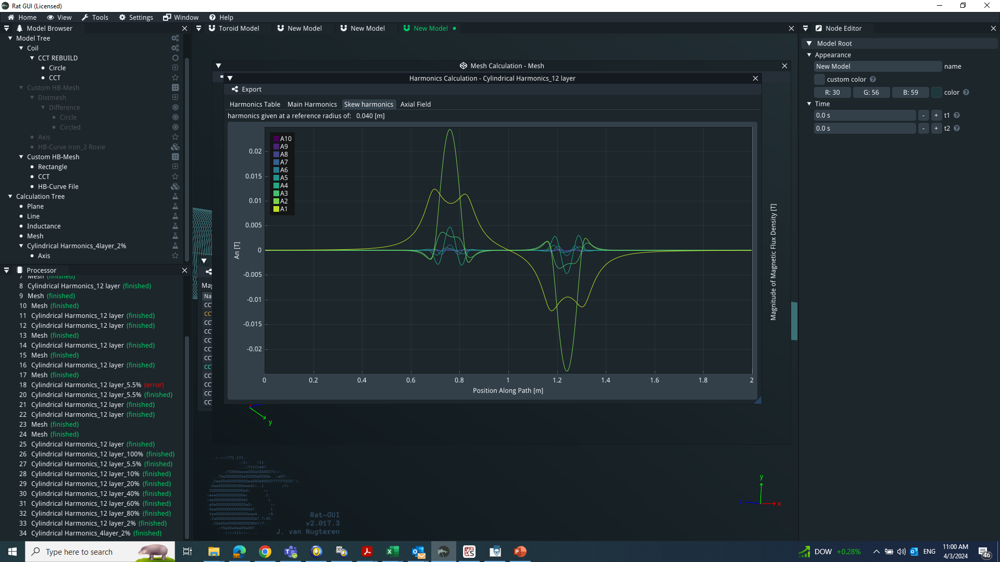 Rat GUI (Licensed)
Home View Tools Settings Window Help
Model Browser
Toroid Model New Model New Model New Model
Node Editor
Model Tree
Coil
CCT REBUILD
Circle
CCT
Custom HB-Mesh
Distmesh
Difference
Circle
Circled
Axis
HB-Curve iron_2 Roxie
Custom HB-Mesh
Rectangle
CCT
HB-Curve File
Calculation Tree
Plane
Line
Inductance
Mesh
Cylindrical Harmonics_4layer_2%
Axis
Processor
7 Mesh (finished)
8 Cylindrical Harmonics_12 layer (finished)
9 Mesh (finished)
10 Mesh (finished)
11 Cylindrical Harmonics_12 layer (finished)
12 Cylindrical Harmonics_12 layer (finished)
13 Mesh (finished)
14 Cylindrical Harmonics_12 layer (finished)
15 Mesh (finished)
16 Cylindrical Harmonics_12 layer (finished)
17 Mesh (finished)
18 Cylindrical Harmonics_12 layer_5.5% (error)
20 Cylindrical Harmonics_12 layer_5.5% (finished)
21 Cylindrical Harmonics_12 layer (finished)
22 Cylindrical Harmonics_12 layer (finished)
23 Mesh (finished)
24 Mesh (finished)
25 Cylindrical Harmonics_12 layer (finished)
26 Cylindrical Harmonics_12 layer_100% (finished)
27 Cylindrical Harmonics_12 layer_5.5% (finished)
28 Cylindrical Harmonics_12 layer_10% (finished)
29 Cylindrical Harmonics_12 layer_20% (finished)
30 Cylindrical Harmonics_12 layer_40% (finished)
31 Cylindrical Harmonics_12 layer_60% (finished)
32 Cylindrical Harmonics_12 layer_80% (finished)
33 Cylindrical Harmonics_12 layer_2% (finished)
34 Cylindrical Harmonics_4layer_2% (finished)
Mesh Calculation - Mesh
Harmonics Calculation - Cylindrical Harmonics_12 layer
Export
Harmonics Table Main Harmonics Skew harmonics Axial Field
harmonics given at a reference radius of: 0.040 [m]
A10
A9
A8
A7
A6
A5
A4
A3
A2
A1
0.02
0.015
0.01
0.005
0
-0.005
-0.01
-0.015
-0.02
An [T]
0 0.2 0.4 0.6 0.8 1 1.2 1.4 1.6 1.8 2
Position Along Path [m]
Magnitude of Magnetic Flux Density [T]
y
y
x
Rat-GUI
v2.017.3
J. van Nugteren
Model Root
Appearance
New Model name
custom color
R: 30 G: 56 B: 59 color
Time
0.0 s - + t1
0.0 s - + t2
Type here to search
DOW +0.28%
ENG
11:00 AM
4/3/2024
46